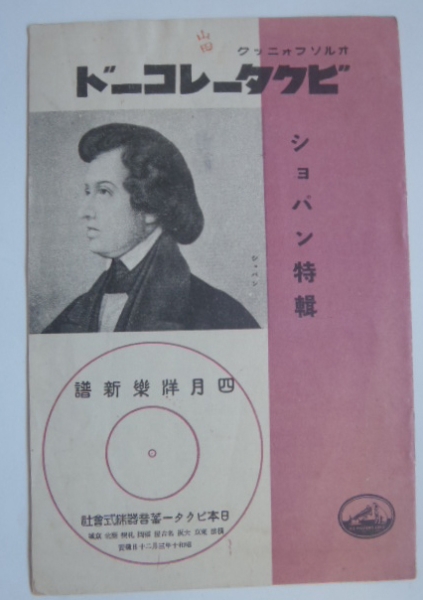 山田
オルソフォニック
ビクターレコード
ショパン特輯
ショパン
四月洋樂新譜
日本ビクター蓄音器株式會社